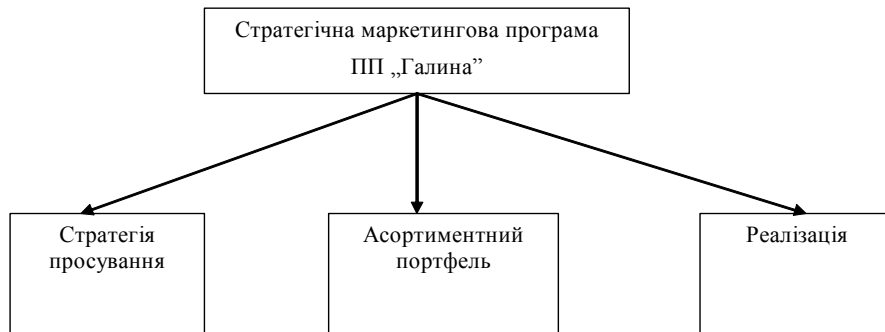 Стратегічна маркетингова програма
ПП „Галина”
Стратегія
просування
Асортиментний
портфель
Реалізація